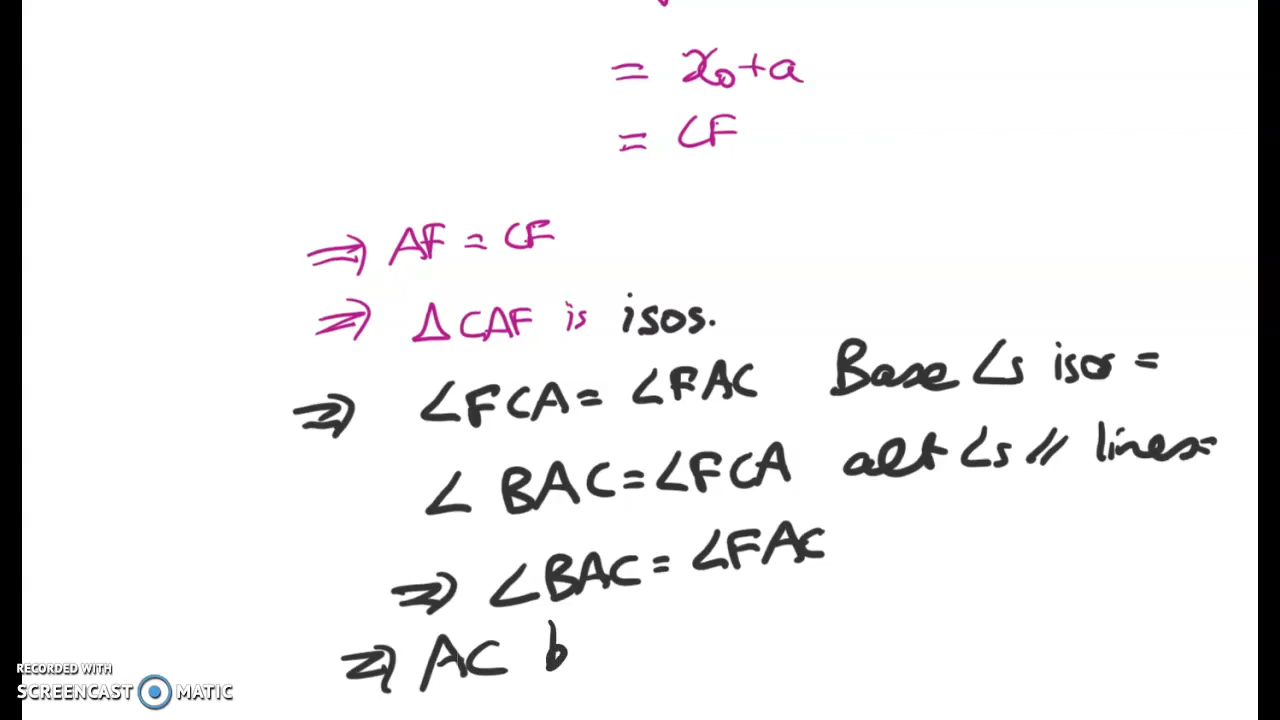 = x₀+a
= CF
⇒ AF = CF
⇒ ΔCAF is isos.
⇒ ∠FCA = ∠FAC Base ∠s isos =
∠BAC = ∠FCA alt ∠s // lines =
⇒ ∠BAC = ∠FAC
⇒ AC b
RECORDED WITH
SCREENCAST MATIC